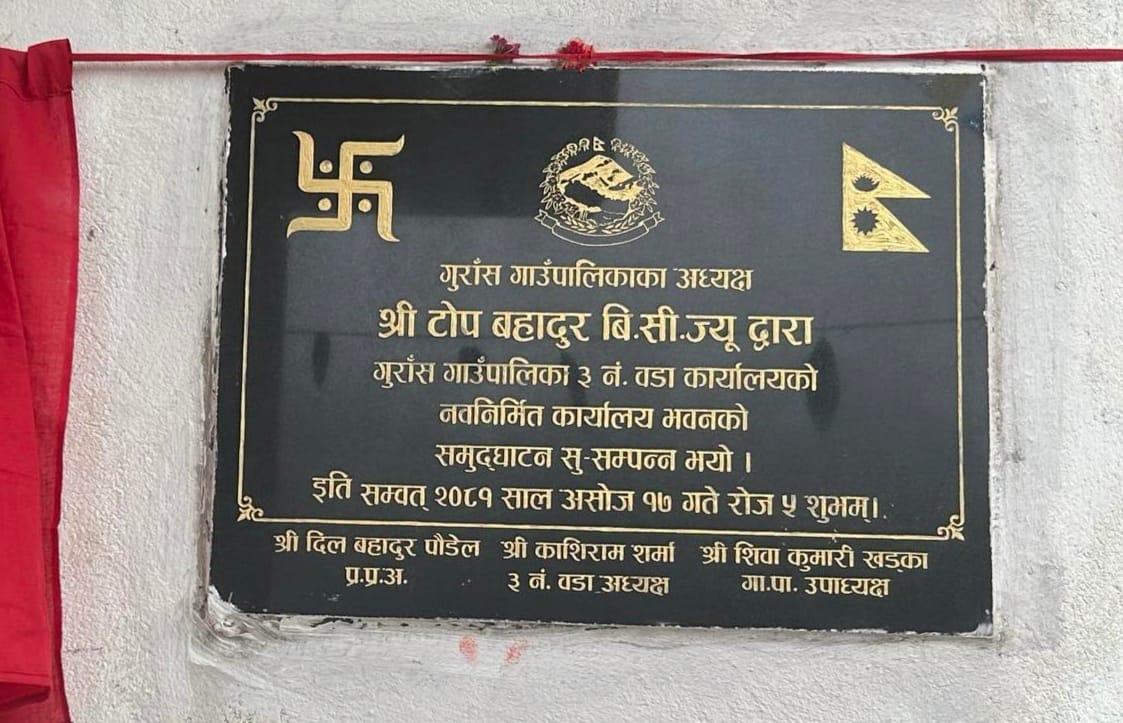 गुराँस गाउँपालिकाका अध्यक्ष
श्री टोप बहादुर बि.सी.ज्यू द्वारा
गुराँस गाउँपालिका ३ नं. वडा कार्यालयको
नवनिर्मित कार्यालय भवनको
समुद्घाटन सु-सम्पन्न भयो ।
इति सम्वत् २०८१ साल असोज १७ गते रोज ५ शुभम्।
श्री दिल बहादुर पौडेल श्री काशिराम शर्मा श्री शिवा कुमारी खड्का
प्र.प्र.अ. ३ नं. वडा अध्यक्ष गा.पा. उपाध्यक्ष